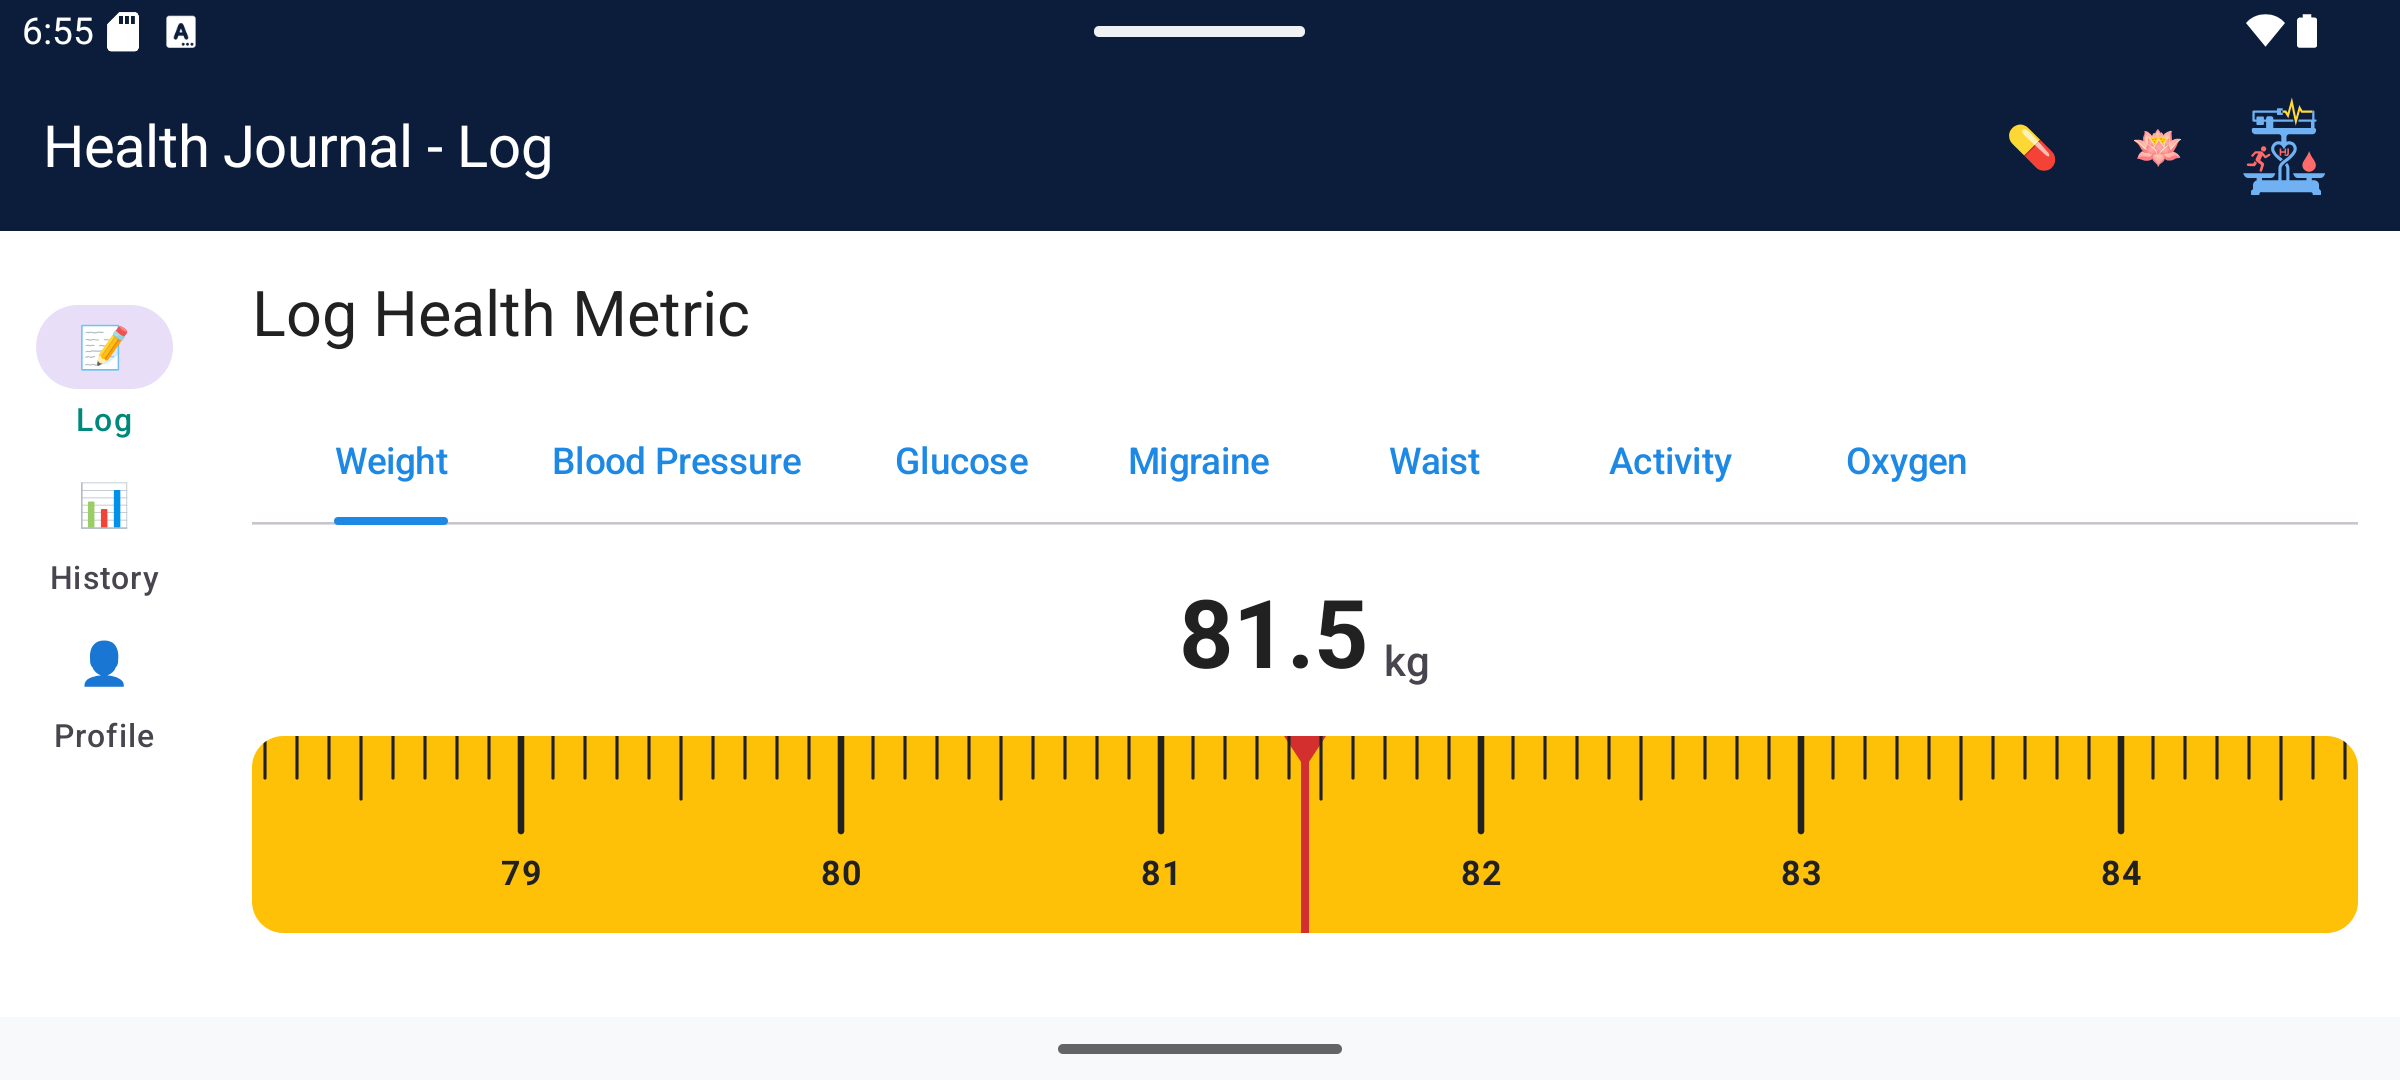 6:55
Health Journal - Log
Log Health Metric
Log
Weight Blood Pressure Glucose Migraine Waist Activity Oxygen
History
81.5 kg
Profile
79 80 81 82 83 84